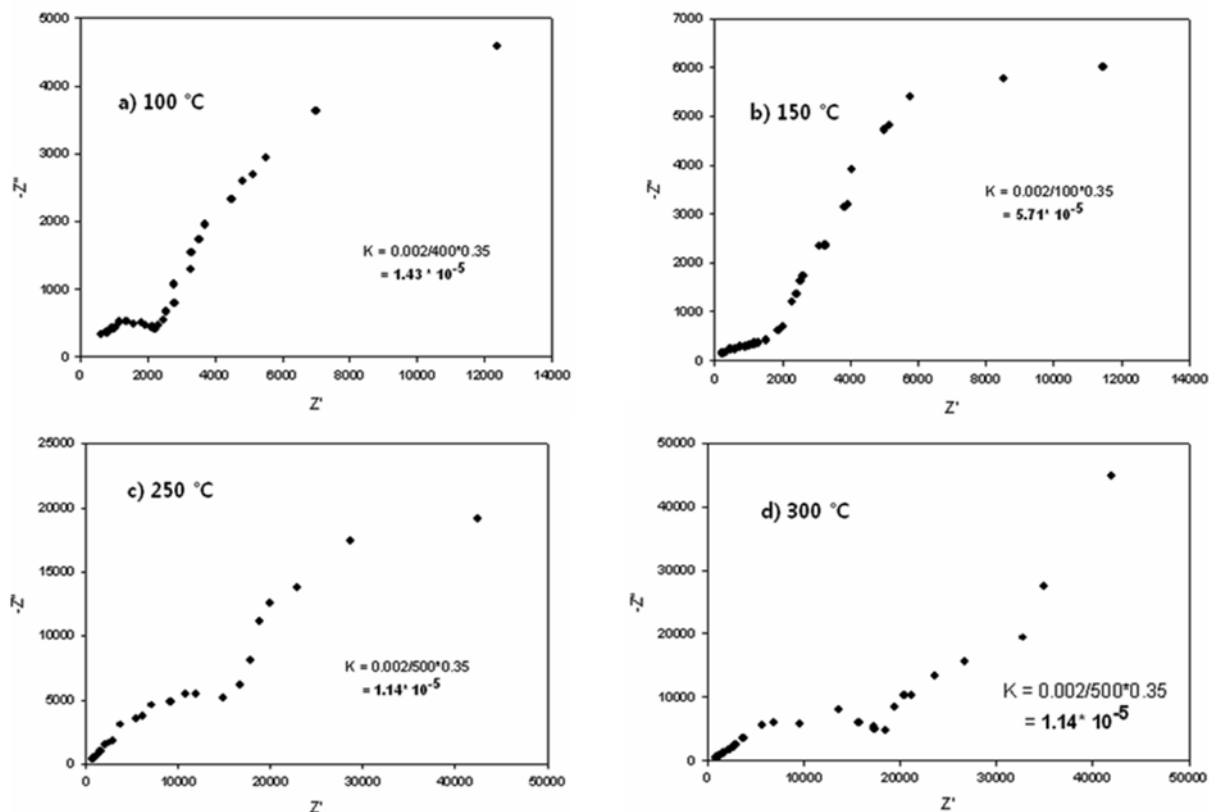 5000
4000
3000
2000
1000
0
-Z"
a) 100 °C
K = 0.002/400*0.35
= 1.43 * 10-5
0 2000 4000 6000 8000 10000 12000 14000
Z'
7000
6000
5000
4000
3000
2000
1000
0
-Z'
b) 150 °C
K = 0.002/100*0.35
= 5.71* 10-5
0 2000 4000 6000 8000 10000 12000 14000
Z'
25000
20000
15000
10000
5000
0
-Z"
c) 250 °C
K = 0.002/500*0.35
= 1.14* 10-5
0 10000 20000 30000 40000 50000
Z'
50000
40000
30000
20000
10000
0
-Z"
d) 300 °C
K = 0.002/500*0.35
= 1.14* 10-5
0 10000 20000 30000 40000 50000
Z'